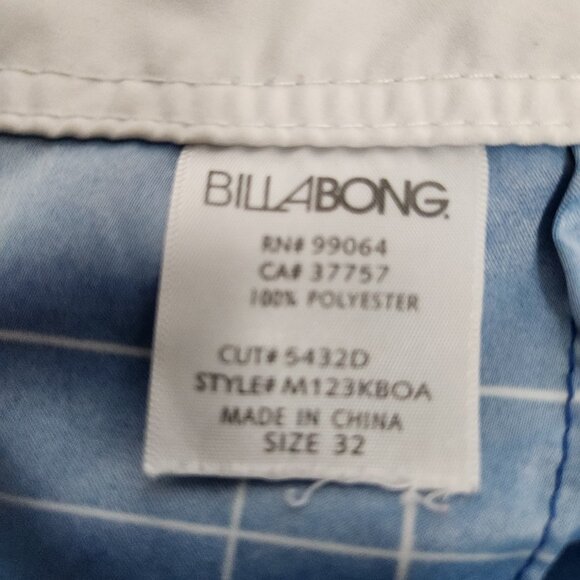 BILLABONG.
RN# 99064
CA# 37757
100% POLYESTER
CUT# 5432D
STYLE# M123KBOA
MADE IN CHINA
SIZE 32